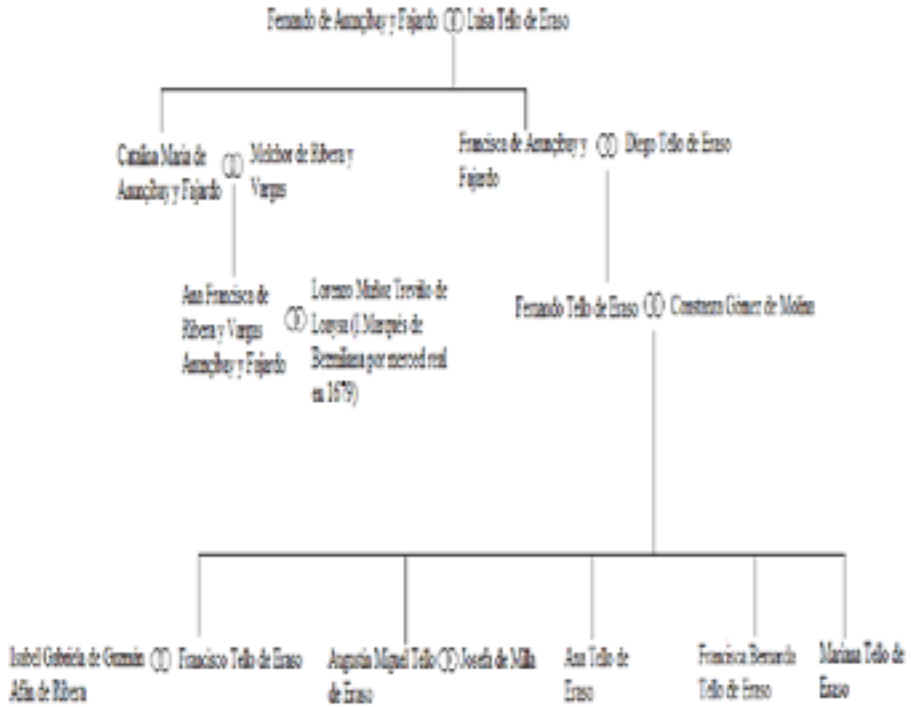 Fernando de Aunçibay y Fajardo Luisa Tello de Eraso
Catalina Maria de
Aunçibay y Fajardo
Melchor de Ribera y
Vargas
Francisca de Aunçibay y
Fajardo
Diego Tello de Eraso
Ana Francisca de
Ribera y Vargas
Aunçibay y Fajardo
Lorenzo Muñoz Treviño de
Loaysa (I Marqués de
por merced real
en 1679)
Fernando Tello de Eraso Constanza Gómez de Molina
Isabel Gabriela de Guzmán
Afán de Ribera
Francisco Tello de Eraso
Augustín Miguel Tello
de Eraso
Josefa de Milla
Ana Tello de
Eraso
Francisca Bernarda
Tello de Eraso
Mariana Tello de
Eraso